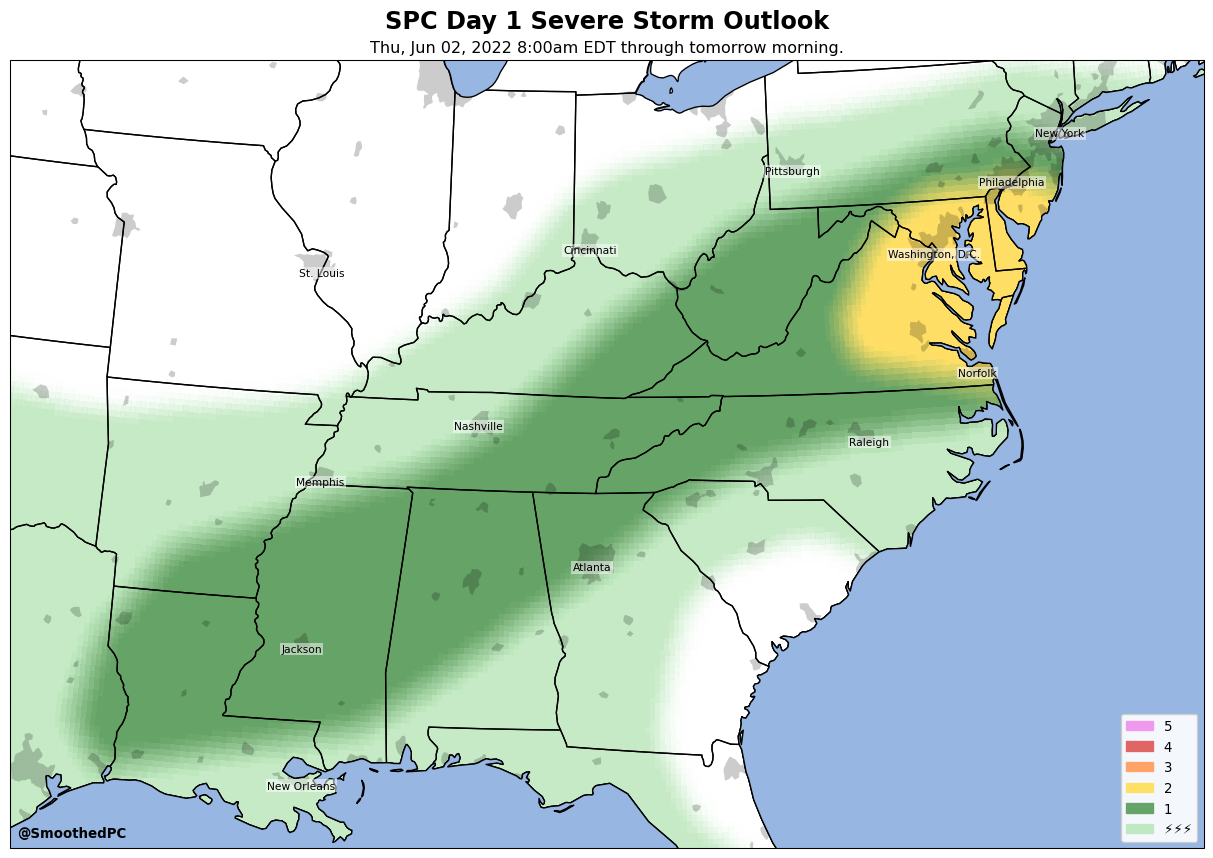 SPC Day 1 Severe Storm Outlook
Thu, Jun 02, 2022 8:00am EDT through tomorrow morning.
New York
Pittsburgh
Philadelphia
Cincinnati
Washington, D.C.
St. Louis
Norfolk
Nashville
Raleigh
Memphis
Atlanta
Jackson
New Orleans
5
4
3
2
1
⚡⚡⚡
@SmoothedPC